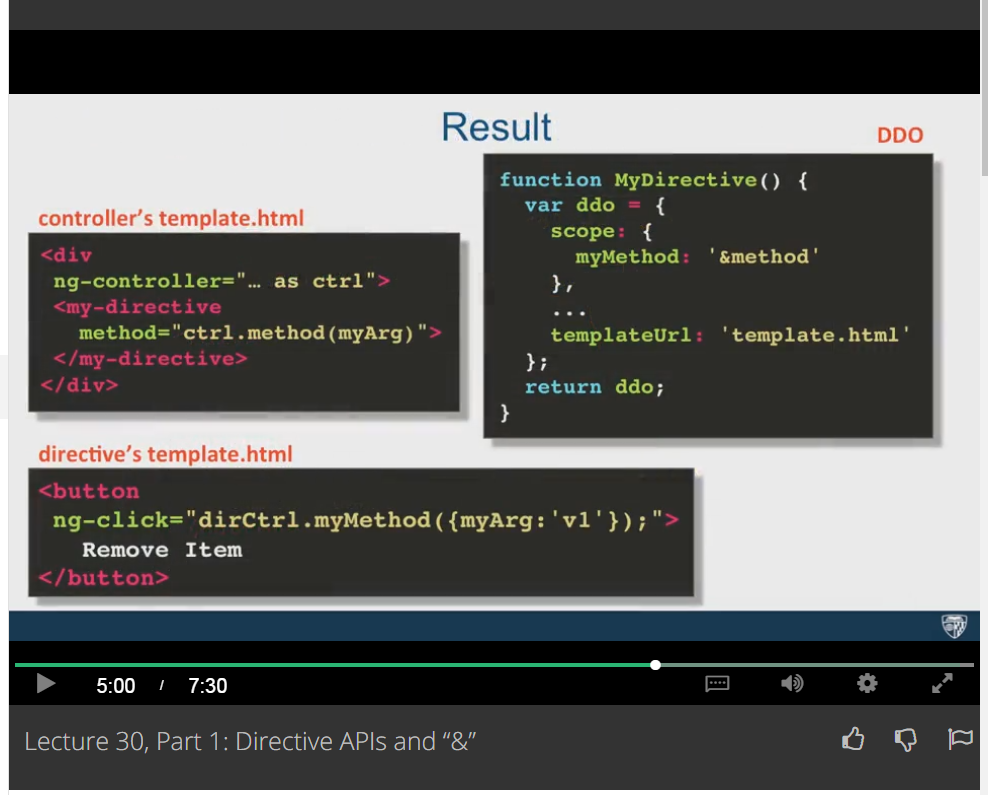 Result
DDO
controller's template.html
<div
ng-controller="… as ctrl">
<my-directive
method="ctrl.method(myArg)">
</my-directive>
</div>
function MyDirective() {
var ddo = {
scope: {
myMethod: '&method'
},
...
templateUrl: 'template.html'
};
return ddo;
}
directive's template.html
<button
ng-click="dirCtrl.myMethod({myArg:'v1'});">
Remove Item
</button>
5:00 / 7:30
Lecture 30, Part 1: Directive APIs and “&”